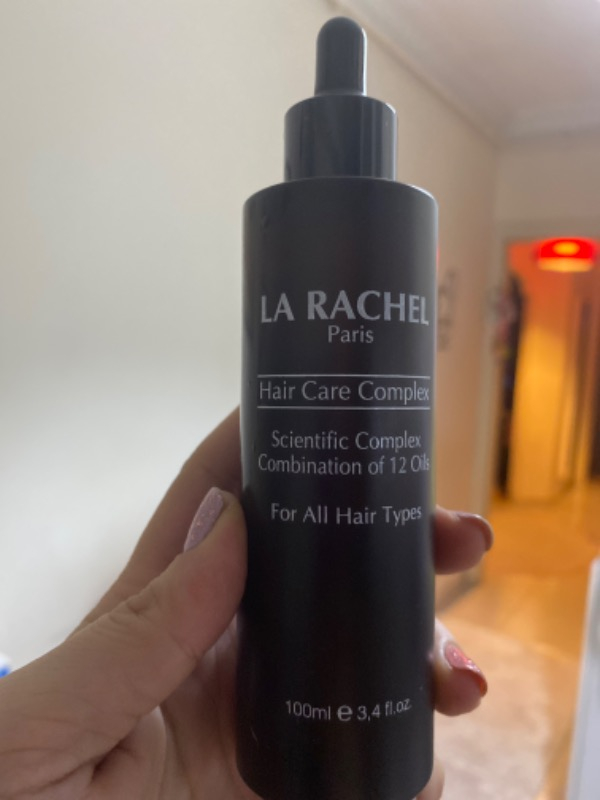 LA RACHEL
Paris
Hair Care Complex
Scientific Complex
Combination of 12 Oils
For All Hair Types
100ml e 3,4 fl.oz